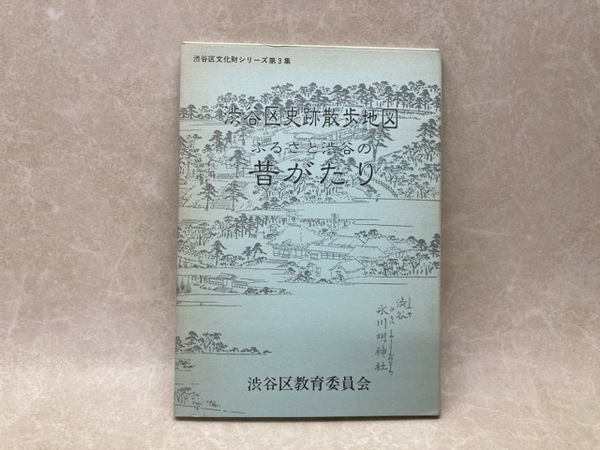 渋谷区文化財シリーズ第3集
渋谷区史跡散歩地図
ふるさと渋谷の
昔がたり
渋谷
氷川明神社
渋谷区教育委員会